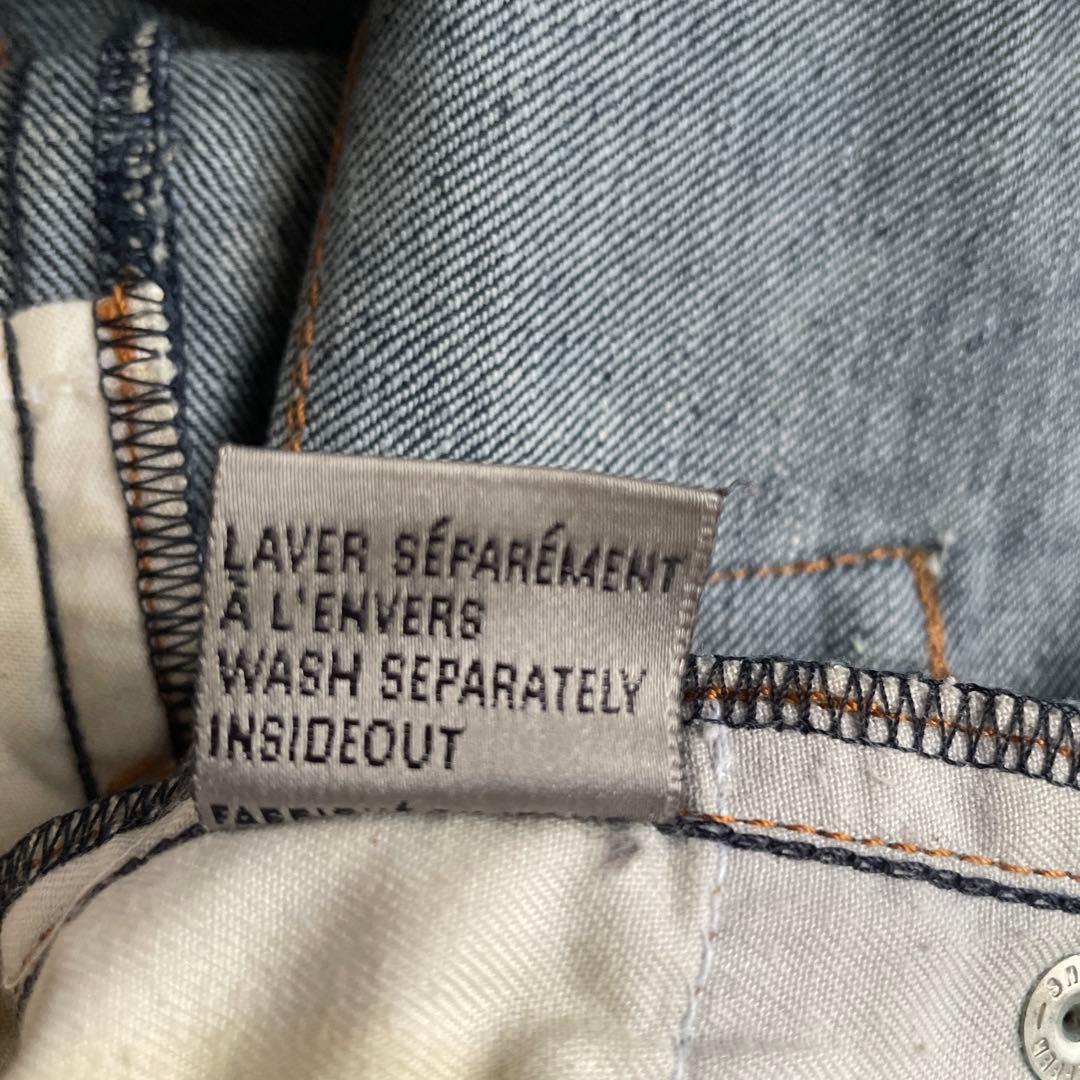 LAVER SÉPARÉMENT
À L'ENVERS
WASH SEPARATELY
INSIDEOUT